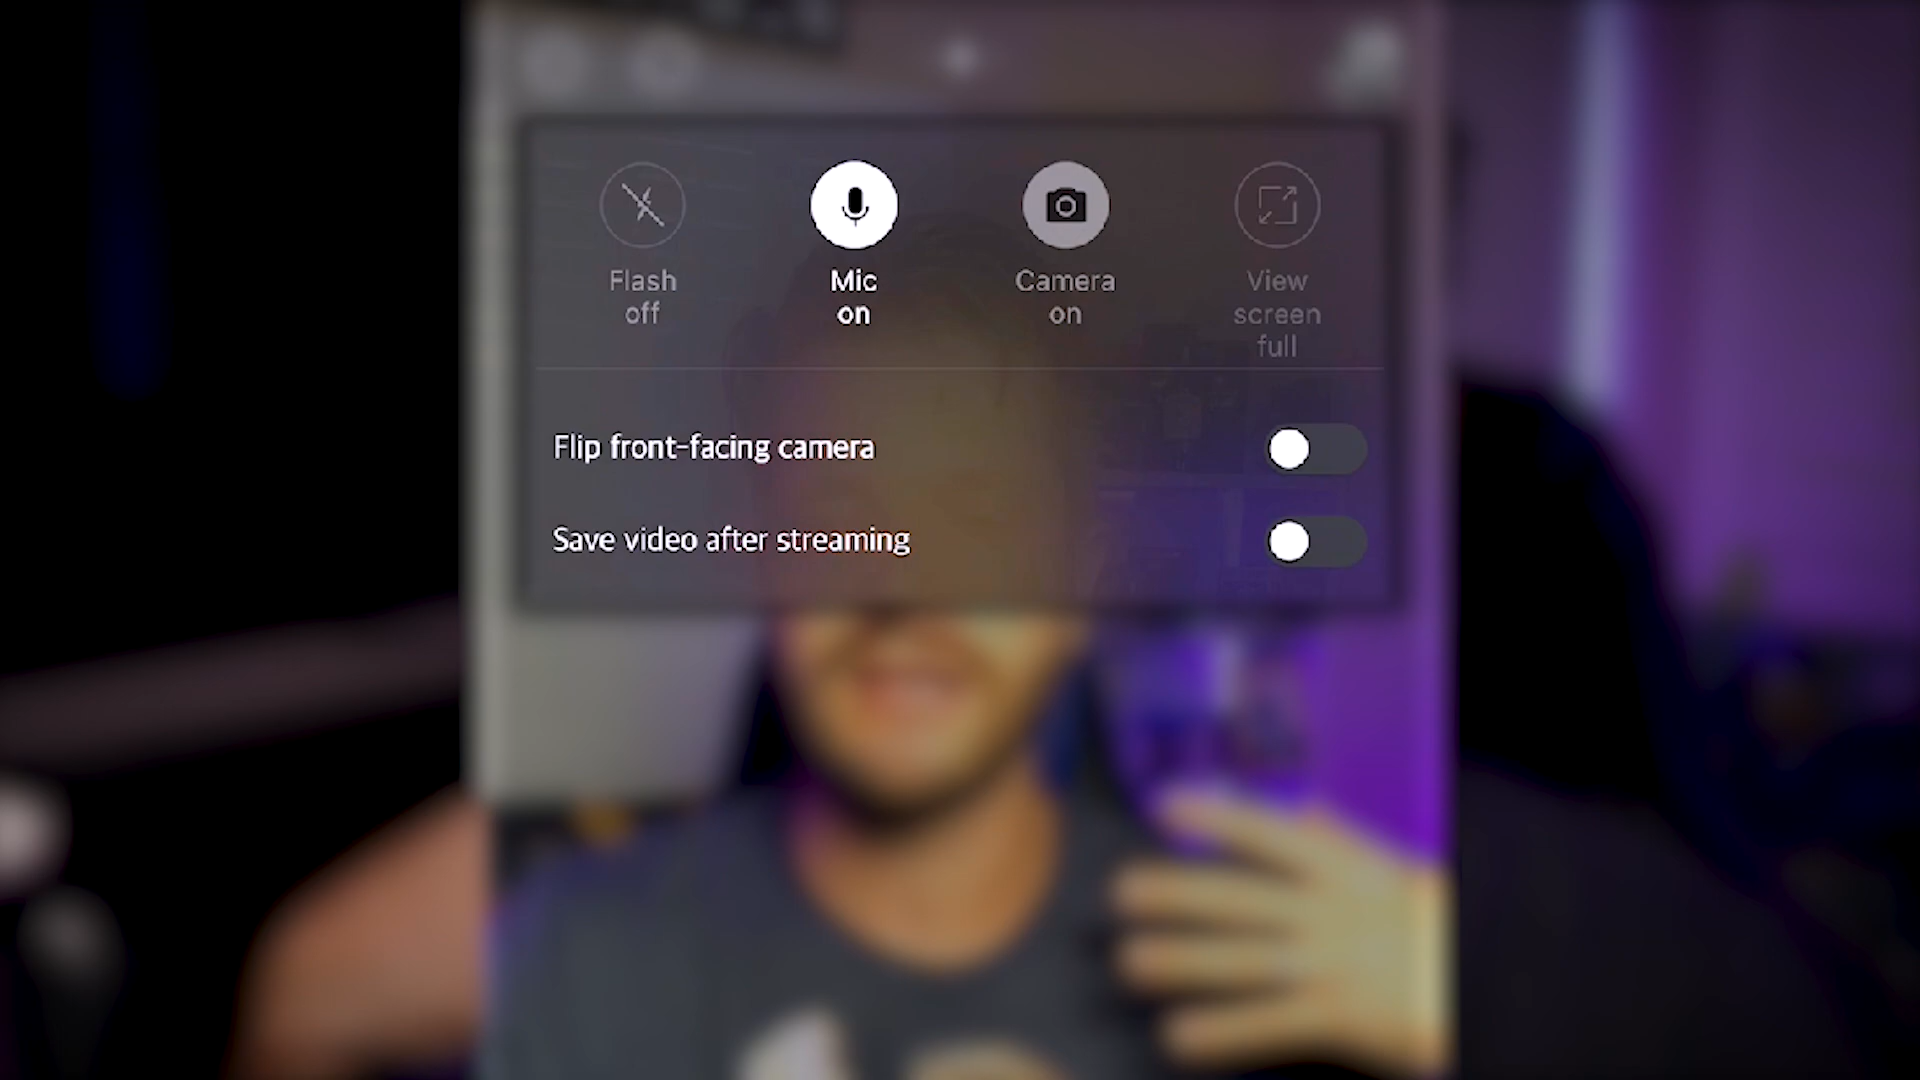 Flash
off
Mic
on
Camera
on
View
screen
full
Flip front-facing camera
Save video after streaming